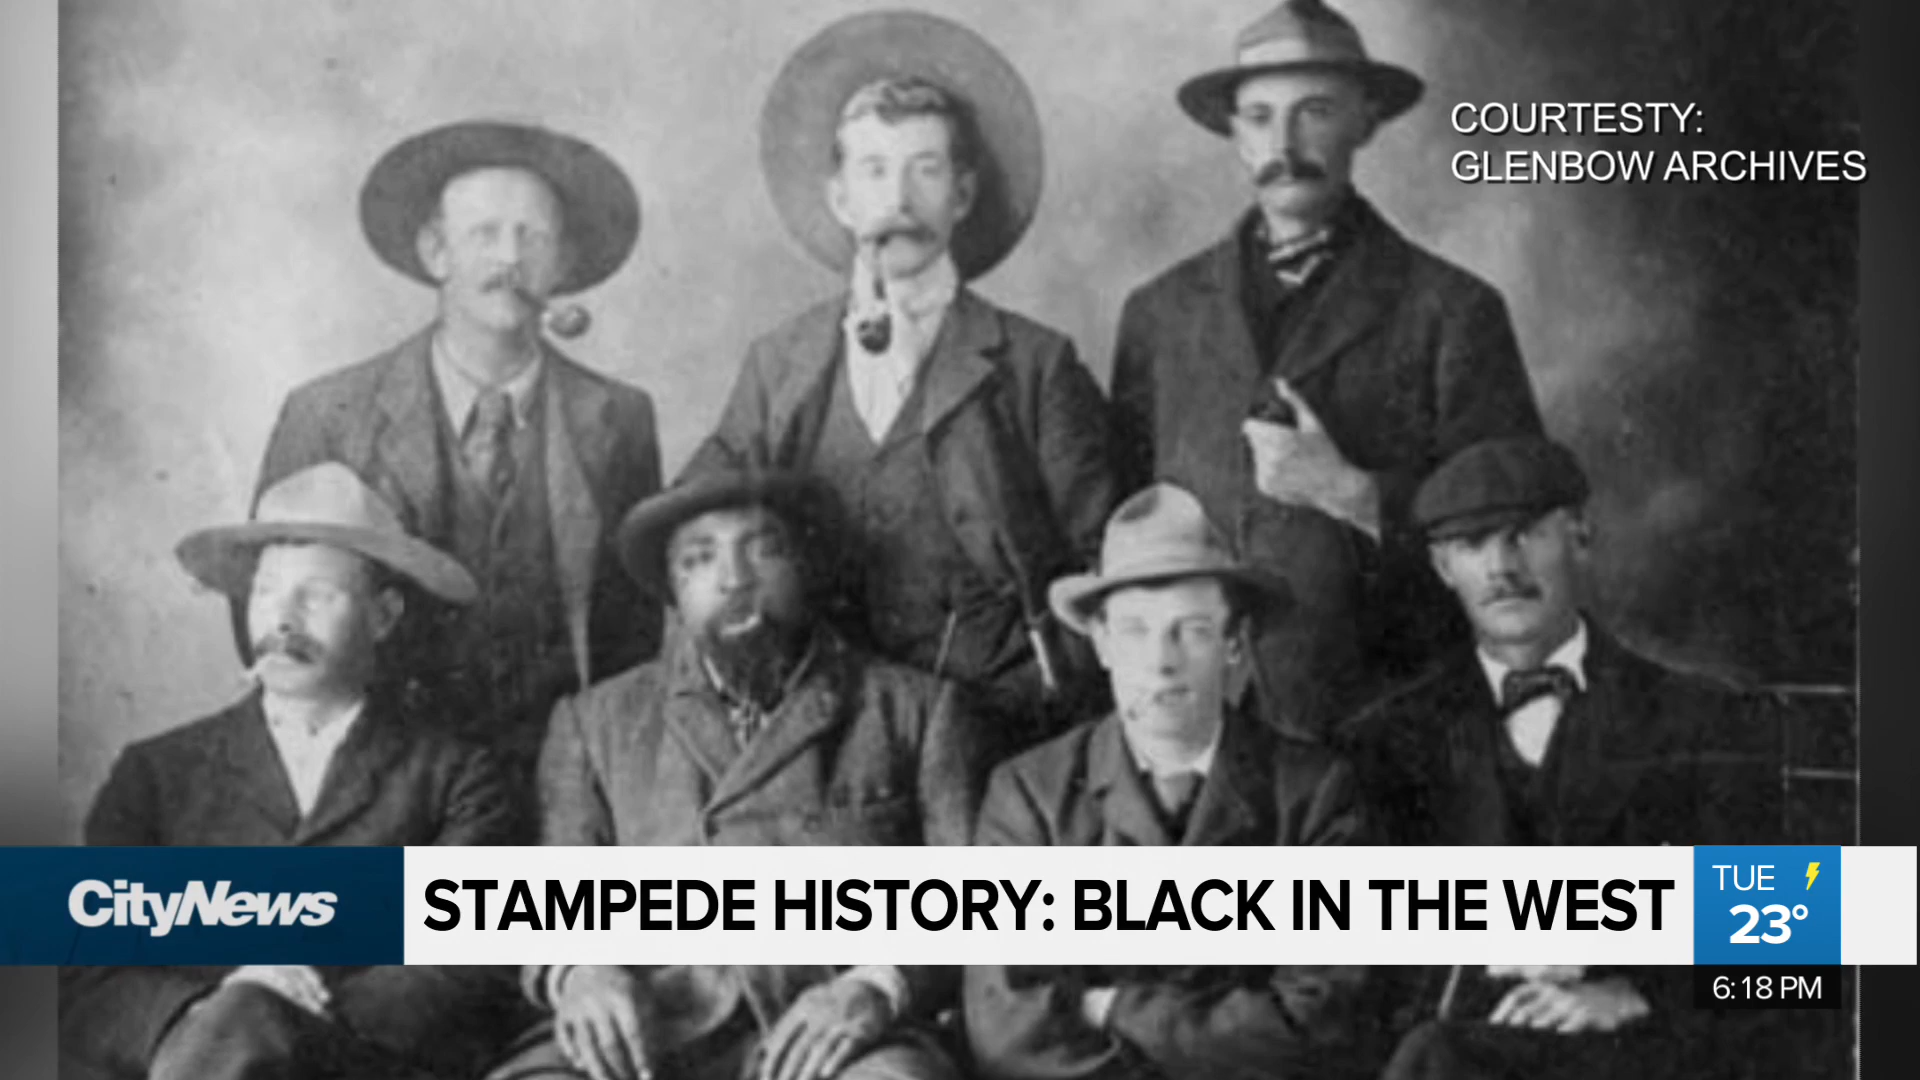 COURTESTY:
GLENBOW ARCHIVES
CityNews
STAMPEDE HISTORY: BLACK IN THE WEST
TUE
23°
6:18 PM